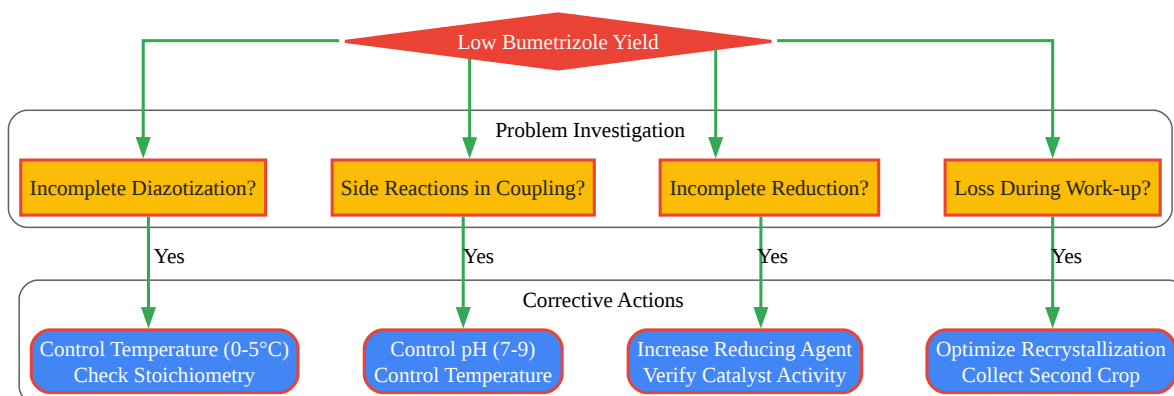 Low Bumetrizole Yield
Problem Investigation
Incomplete Diazotization?
Side Reactions in Coupling?
Incomplete Reduction?
Loss During Work-up?
Yes
Yes
Yes
Yes
Corrective Actions
Control Temperature (0-5°C)
Check Stoichiometry
Control pH (7-9)
Control Temperature
Increase Reducing Agent
Verify Catalyst Activity
Optimize Recrystallization
Collect Second Crop